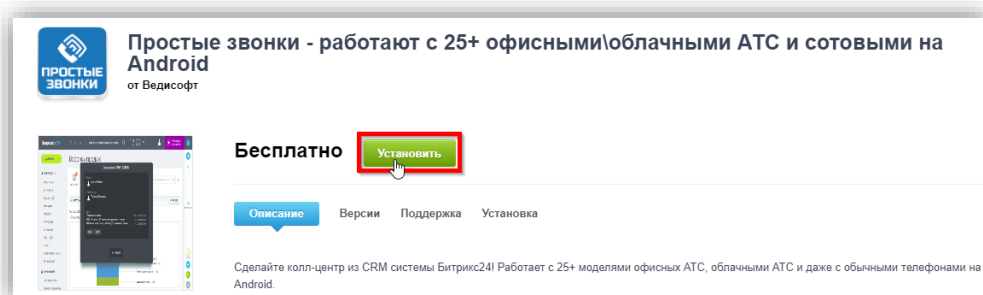 Простые звонки - работают с 25+ офисными\облачными АТС и сотовыми на
Android
от Ведисофт
ПРОСТЫЕ
ЗВОНКИ
Бесплатно
Установить
Описание Версии Поддержка Установка
Сделайте колл-центр из CRM системы Битрикс24! Работает с 25+ моделями офисных АТС, облачными АТС и даже с обычными телефонами на
Android.